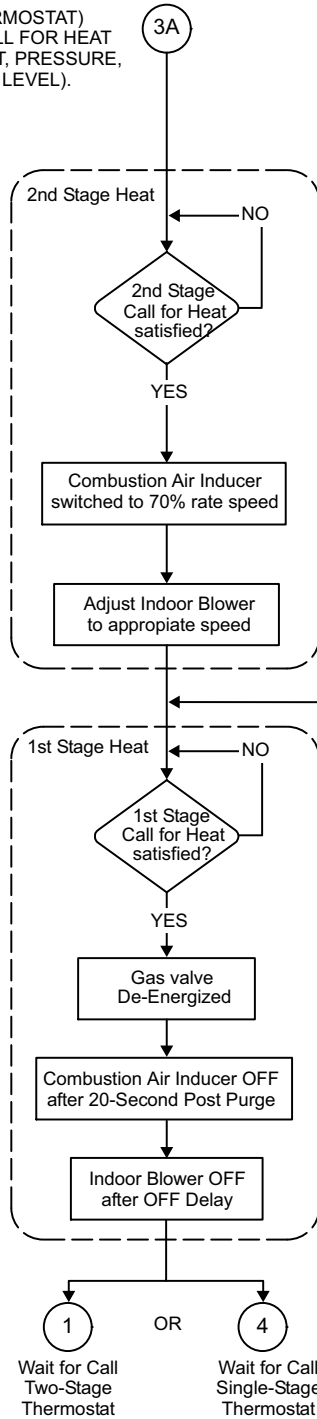 RMOSTAT)
LL FOR HEAT
T, PRESSURE,
LEVEL).
3A
2nd Stage Heat
NO
2nd Stage
Call for Heat
satisfied?
YES
Combustion Air Inducer
switched to 70% rate speed
Adjust Indoor Blower
to appropiate speed
1st Stage Heat
NO
1st Stage
Call for Heat
satisfied?
YES
Gas valve
De-Energized
Combustion Air Inducer OFF
after 20-Second Post Purge
Indoor Blower OFF
after OFF Delay
1
OR
4
Wait for Call
Two-Stage
Thermostat
Wait for Call
Single-Stage
Thermostat